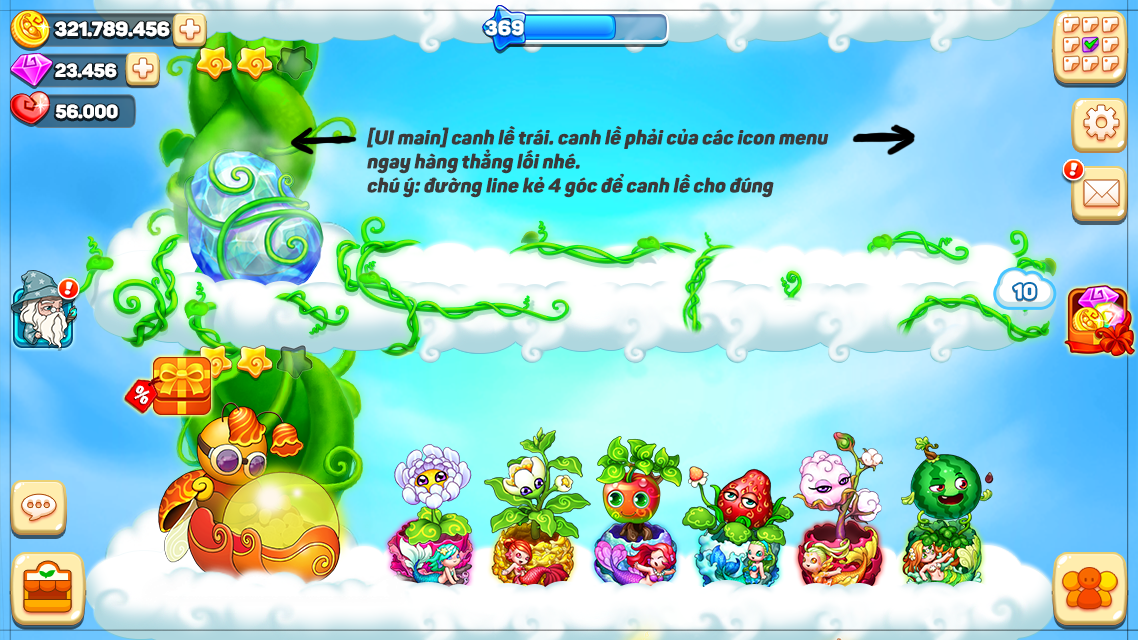 321.789.456
369
23.456
56.000
[UI main] canh lề trái. canh lề phải của các icon menu
ngay hàng thẳng lối nhé.
chú ý: đường line kẻ 4 góc để canh lề cho đúng
!
!
10
%